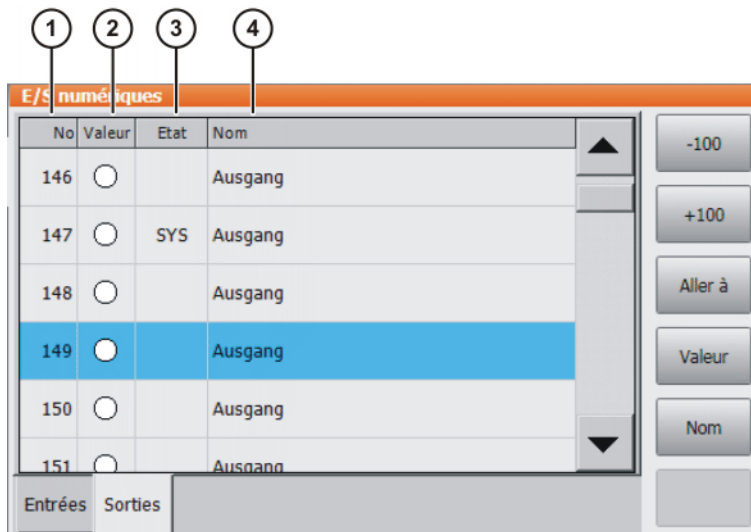 1 2 3 4
E/S numériques
No Valeur Etat Nom
-100
146 Ausgang
+100
147 SYS Ausgang
148 Ausgang
Aller à
149 Ausgang
Valeur
150 Ausgang
Nom
151 Ausgang
Entrées Sorties